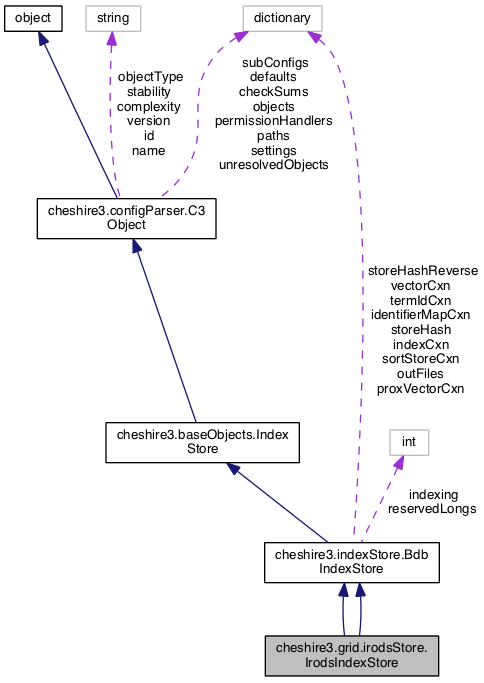 object
string
dictionary
objectType
stability
complexity
version
id
name
subConfigs
defaults
checkSums
objects
permissionHandlers
paths
settings
unresolvedObjects
cheshire3.configParser.C3
Object
storeHashReverse
vectorCxn
termIdCxn
identifierMapCxn
storeHash
indexCxn
sortStoreCxn
outFiles
proxVectorCxn
cheshire3.baseObjects.Index
Store
int
indexing
reservedLongs
cheshire3.indexStore.Bdb
IndexStore
cheshire3.grid.irodsStore.
IrodsIndexStore